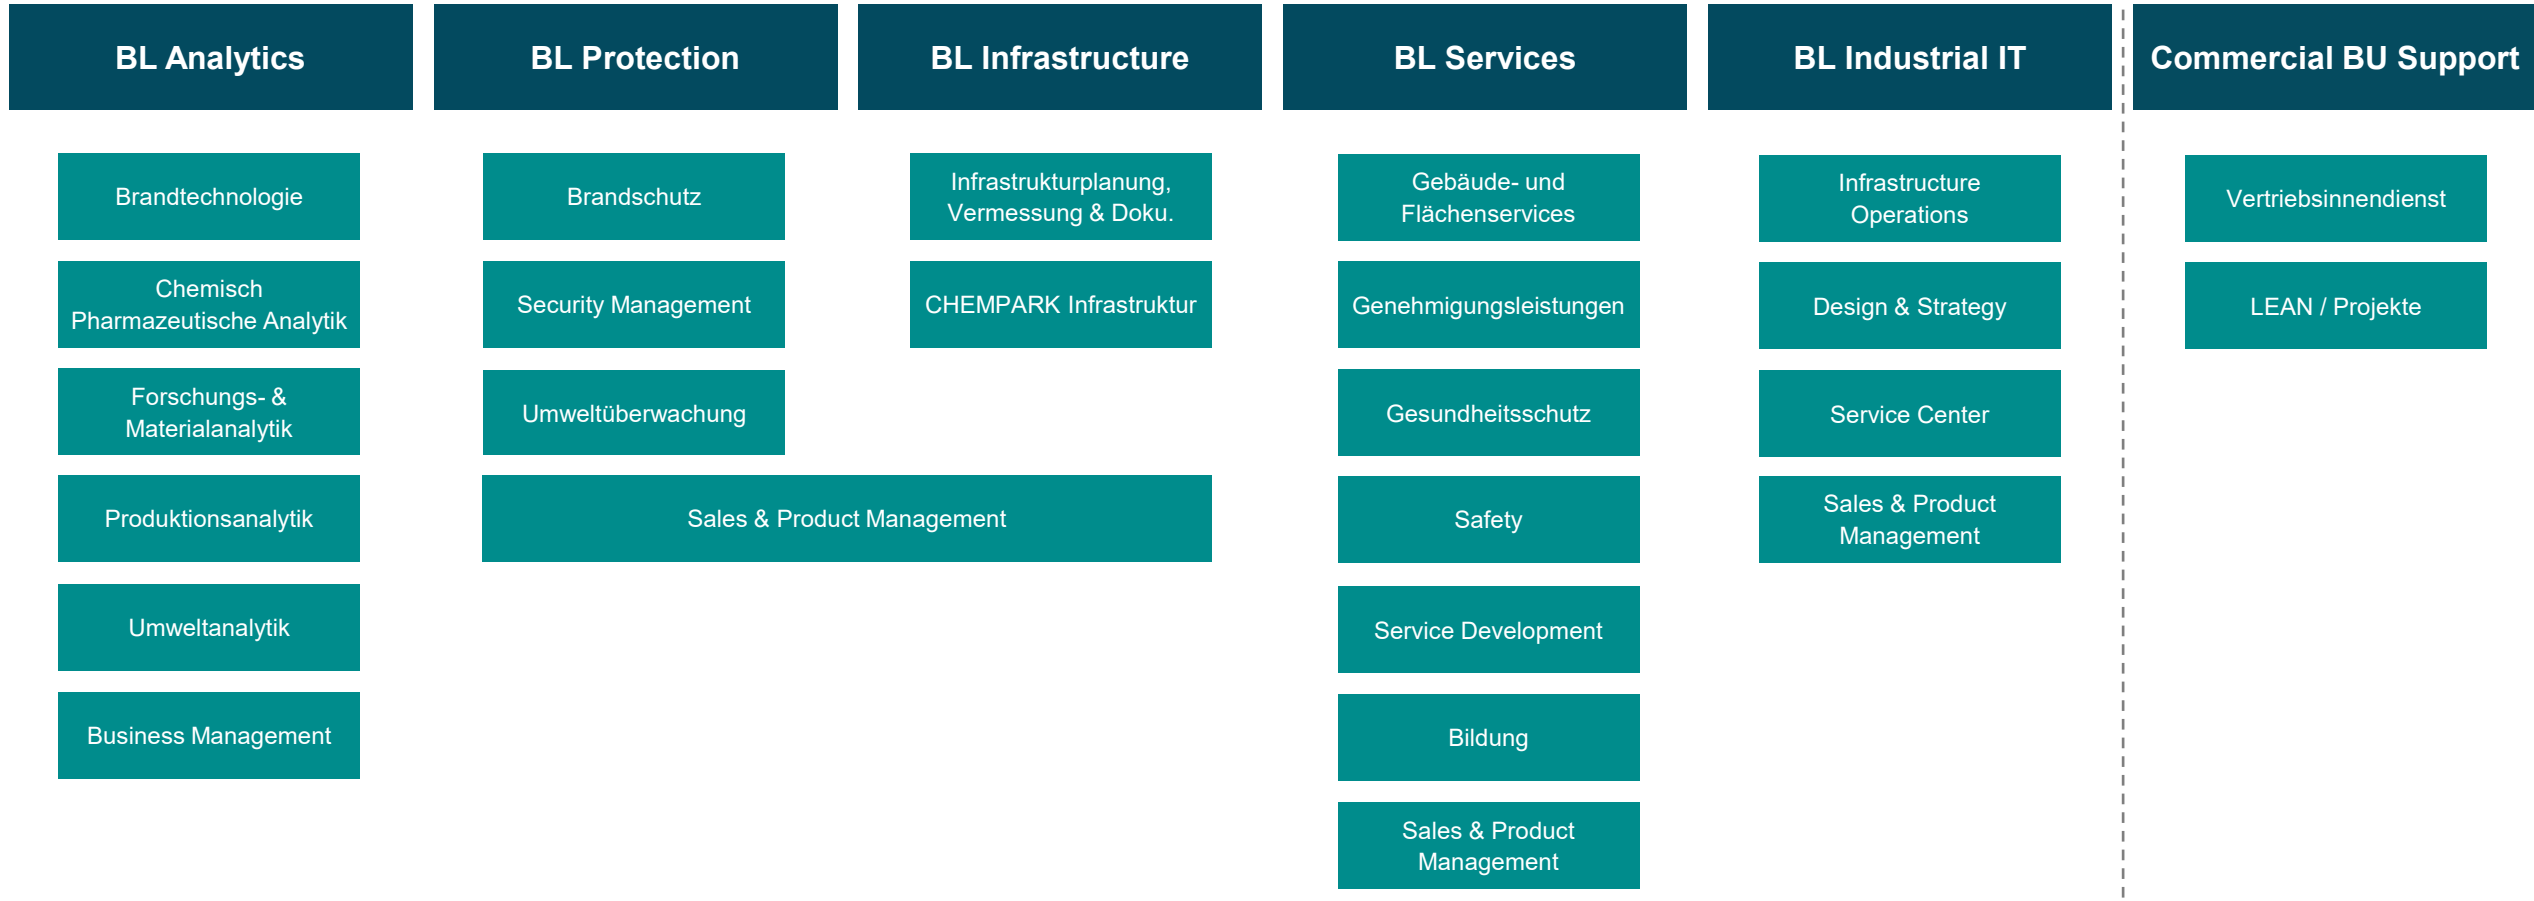 BL Analytics
BL Protection
BL Infrastructure
BL Services
BL Industrial IT
Commercial BU Support
Brandtechnologie
Chemisch
Pharmazeutische Analytik
Forschungs- &
Materialanalytik
Produktionsanalytik
Umweltanalytik
Business Management
Brandschutz
Security Management
Umweltüberwachung
Sales & Product Management
Infrastrukturplanung,
Vermessung & Doku.
CHEMPARK Infrastruktur
Gebäude- und
Flächenservices
Genehmigungsleistungen
Gesundheitsschutz
Safety
Service Development
Bildung
Sales & Product
Management
Infrastructure
Operations
Design & Strategy
Service Center
Sales & Product
Management
Vertriebsinnendienst
LEAN / Projekte